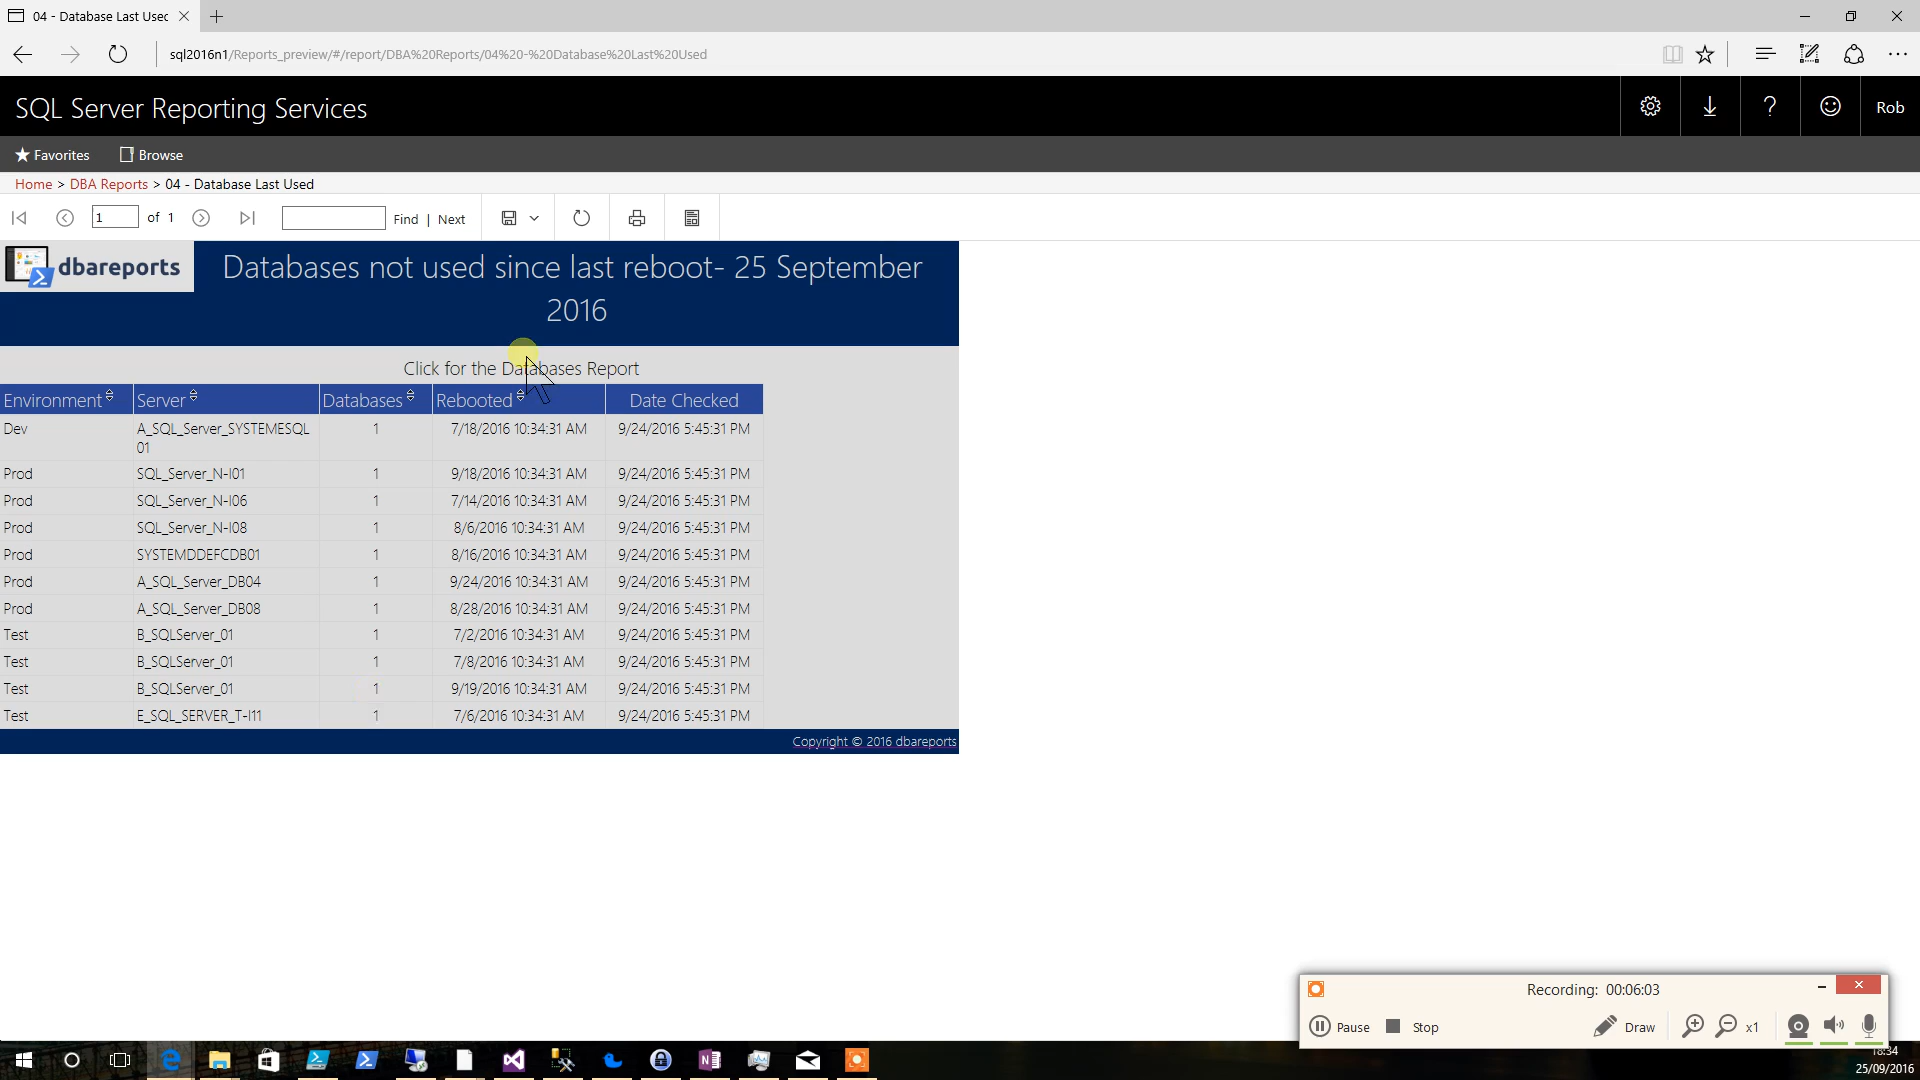 04 - Database Last Used
sql2016n1/Reports_preview/#/report/DBA%20Reports/04%20-%20Database%20Last%20Used
SQL Server Reporting Services
?
Rob
Favorites
Browse
Home > DBA Reports > 04 - Database Last Used
1 of 1
Find | Next
dbareports
Databases not used since last reboot- 25 September
2016
Click for the Databases Report
Environment Server Databases Rebooted Date Checked
Dev A_SQL_Server_SYSTEMESQL 1 7/18/2016 10:34:31 AM 9/24/2016 5:45:31 PM
01
Prod SQL_Server_N-I01 1 9/18/2016 10:34:31 AM 9/24/2016 5:45:31 PM
Prod SQL_Server_N-I06 1 7/14/2016 10:34:31 AM 9/24/2016 5:45:31 PM
Prod SQL_Server_N-I08 1 8/6/2016 10:34:31 AM 9/24/2016 5:45:31 PM
Prod SYSTEMDDEFCDB01 1 8/16/2016 10:34:31 AM 9/24/2016 5:45:31 PM
Prod A_SQL_Server_DB04 1 9/24/2016 10:34:31 AM 9/24/2016 5:45:31 PM
Prod A_SQL_Server_DB08 1 8/28/2016 10:34:31 AM 9/24/2016 5:45:31 PM
Test B_SQLServer_01 1 7/2/2016 10:34:31 AM 9/24/2016 5:45:31 PM
Test B_SQLServer_01 1 7/8/2016 10:34:31 AM 9/24/2016 5:45:31 PM
Test B_SQLServer_01 1 9/19/2016 10:34:31 AM 9/24/2016 5:45:31 PM
Test E_SQL_SERVER_T-I11 1 7/6/2016 10:34:31 AM 9/24/2016 5:45:31 PM
Copyright © 2016 dbareports
Recording: 00:06:03
Pause Stop Draw x1
18:34
25/09/2016